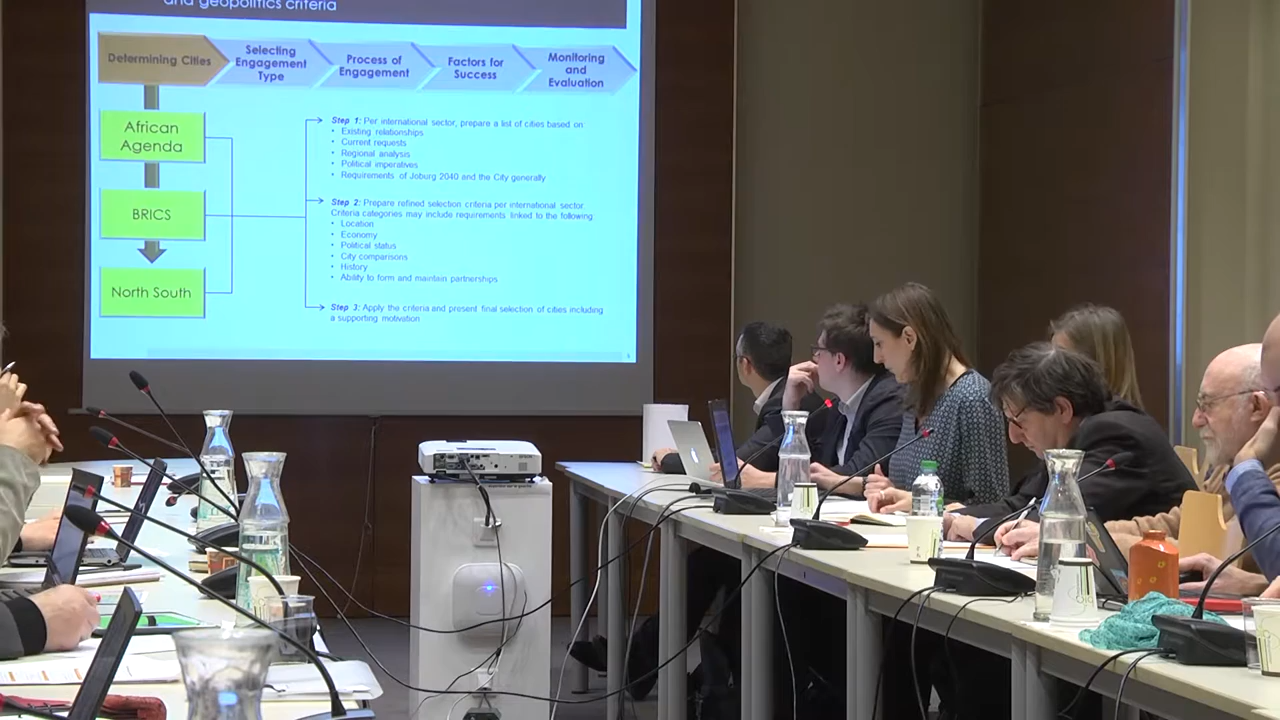 and geopolitics criteria
Determining Cities
Selecting
Engagement
Type
Process of
Engagement
Factors for
Success
Monitoring
and
Evaluation
African
Agenda
BRICS
North South
Step 1: Per international sector, prepare a list of cities based on:
• Existing relationships
• Current requests
• Regional analysis
• Political imperatives
• Requirements of Joburg 2040 and the City generally
Step 2: Prepare refined selection criteria per international sector.
Criteria categories may include requirements linked to the following:
• Location
• Economy
• Political status
• City comparisons
• History
• Ability to form and maintain partnerships
Step 3: Apply the criteria and present final selection of cities including
a supporting motivation